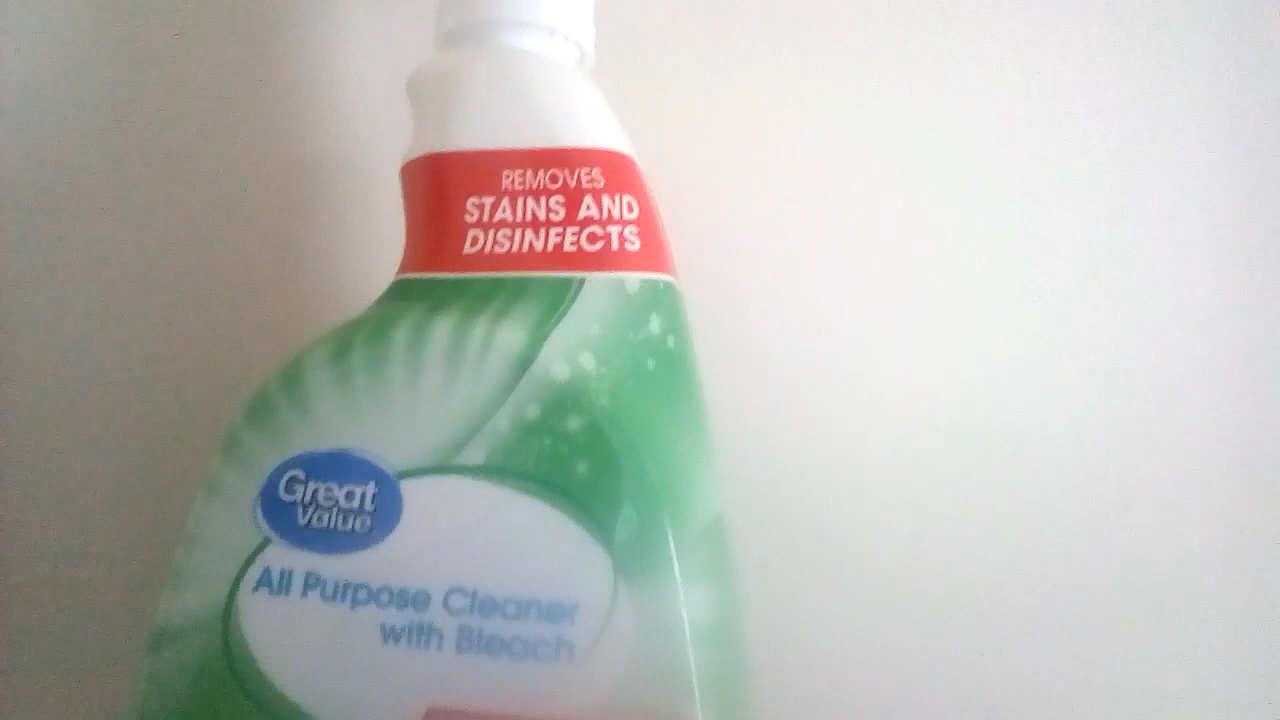 REMOVES
STAINS AND
DISINFECTS
Great
Value
All Purpose Cleaner
with Bleach